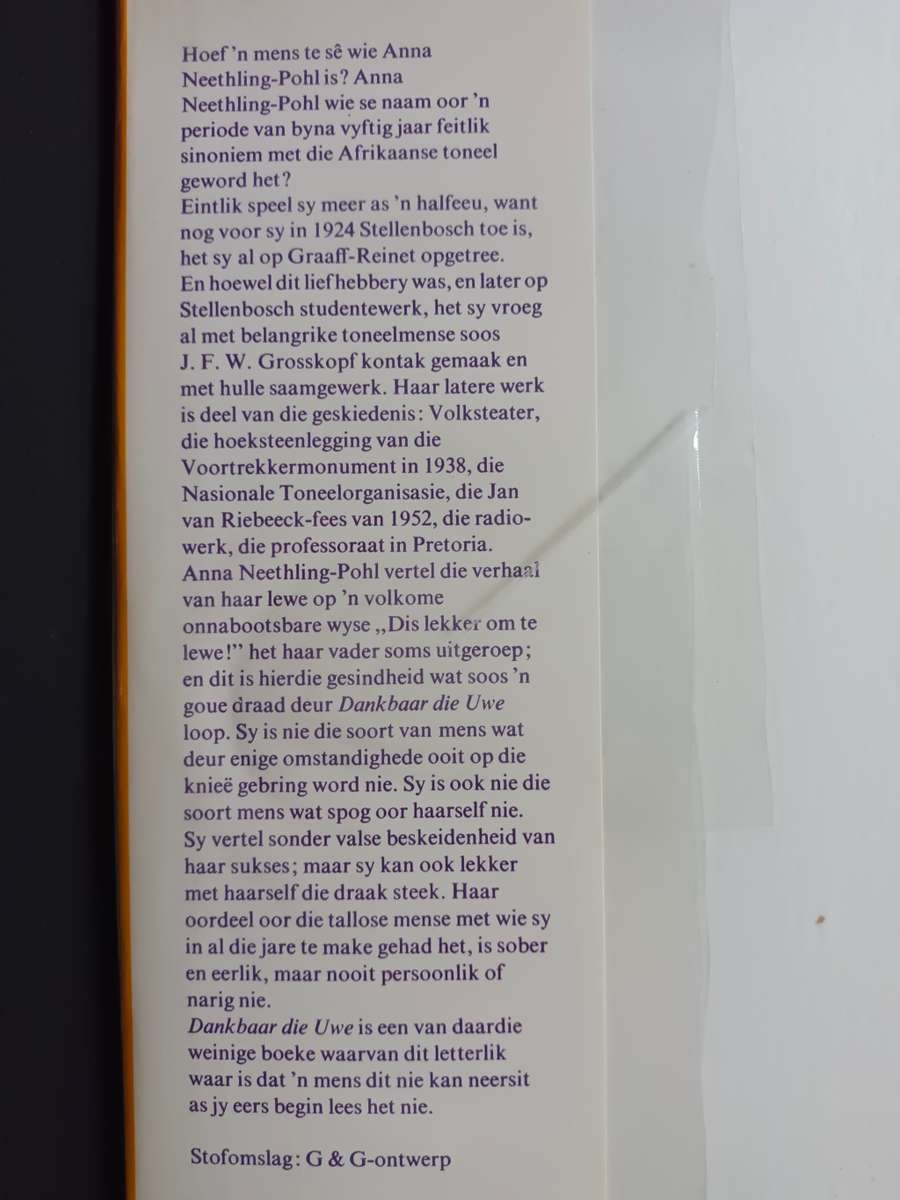 Hoef ’n mens te sê wie Anna
Neethling-Pohl is? Anna
Neethling-Pohl wie se naam oor ’n
periode van byna vyftig jaar feitlik
sinoniem met die Afrikaanse toneel
geword het?
Eintlik speel sy meer as ’n halfeeu, want
nog voor sy in 1924 Stellenbosch toe is,
het sy al op Graaff-Reinet opgetree.
En hoewel dit liefhebbery was, en later op
Stellenbosch studentewerk, het sy vroeg
al met belangrike toneelmense soos
J. F. W. Grosskopf kontak gemaak en
met hulle saamgewerk. Haar latere werk
is deel van die geskiedenis: Volksteater,
die hoeksteenlegging van die
Voortrekkermonument in 1938, die
Nasionale Toneelorganisasie, die Jan
van Riebeeck-fees van 1952, die radio-
werk, die professoraat in Pretoria.
Anna Neethling-Pohl vertel die verhaal
van haar lewe op ’n volkome
onnabootsbare wyse „Dis lekker om te
lewe!” het haar vader soms uitgeroep;
en dit is hierdie gesindheid wat soos ’n
goue draad deur Dankbaar die Uwe
loop. Sy is nie die soort van mens wat
deur enige omstandighede ooit op die
knieë gebring word nie. Sy is ook nie die
soort mens wat spog oor haarself nie.
Sy vertel sonder valse beskeidenheid van
haar sukses; maar sy kan ook lekker
met haarself die draak steek. Haar
oordeel oor die tallose mense met wie sy
in al die jare te make gehad het, is sober
en eerlik, maar nooit persoonlik of
narig nie.
Dankbaar die Uwe is een van daardie
weinige boeke waarvan dit letterlik
waar is dat ’n mens dit nie kan neersit
as jy eers begin lees het nie.
Stofomslag: G & G-ontwerp